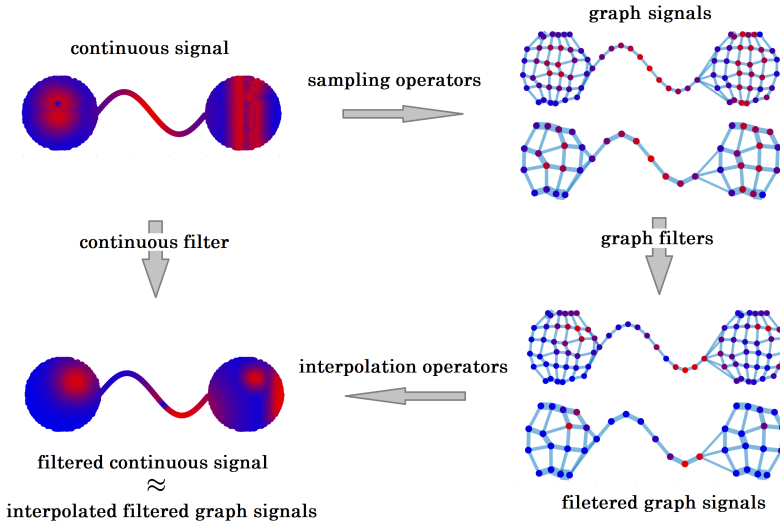 graph signals
continuous signal
sampling operators
continuous filter
graph filters
interpolation operators
filtered continuous signal
≈
interpolated filtered graph signals
filetered graph signals